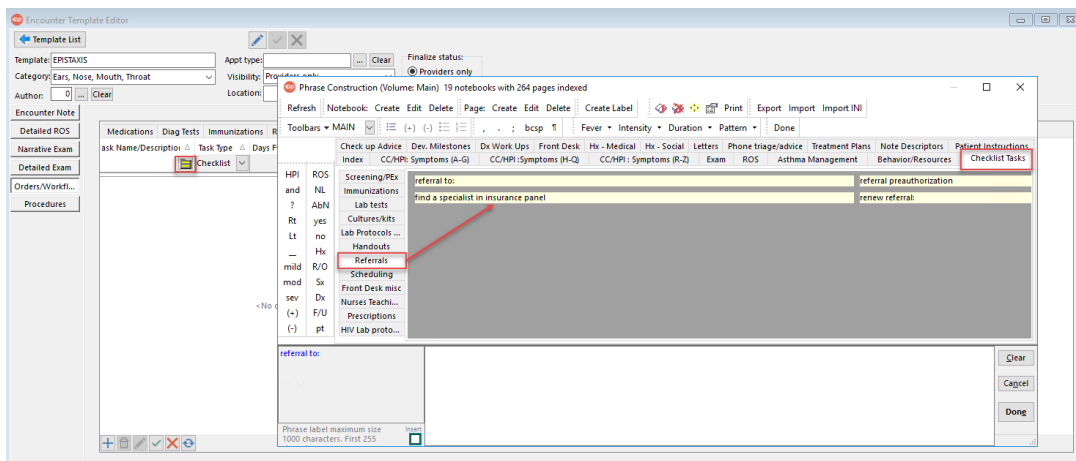 Encounter Template Editor
Template List
Template: EPISTAXIS Appt type: ... Clear Finalize status:
Category: Ears, Nose, Mouth, Throat Visibility: Providers only Providers only
Author: 0 ... Clear Location:
Encounter Note
Detailed ROS
Narrative Exam
Detailed Exam
Orders/Workfl...
Procedures
Medications Diag Tests Immunizations R
ask Name/Description Task Type Days F
Checklist
<No d
Phrase Construction (Volume: Main) 19 notebooks with 264 pages indexed
Refresh Notebook: Create Edit Delete Page: Create Edit Delete Create Label Print Export Import Import INI
Toolbars MAIN (+) (-) , . ; bcsp ¶ Fever Intensity Duration Pattern Done
Check up Advice Dev. Milestones Dx Work Ups Front Desk Hx - Medical Hx - Social Letters Phone triage/advice Treatment Plans Note Descriptors Patient Instructions
Index CC/HPI: Symptoms (A-G) CC/HPI :Symptoms (H-Q) CC/HPI : Symptoms (R-Z) Exam ROS Asthma Management Behavior/Resources Checklist Tasks
HPI ROS
and NL
? AbN
Rt yes
Lt no
_ Hx
mild R/O
mod Sx
sev Dx
(+) F/U
(-) pt
Screening/PEx
Immunizations
Lab tests
Cultures/kits
Lab Protocols ...
Handouts
Referrals
Scheduling
Front Desk misc
Nurses Teachi...
Prescriptions
HIV Lab proto...
referral to: referral preauthorization
find a specialist in insurance panel renew referral:
referral to:
Phrase label maximum size
1000 characters. First 255
Insert
Clear
Cancel
Done